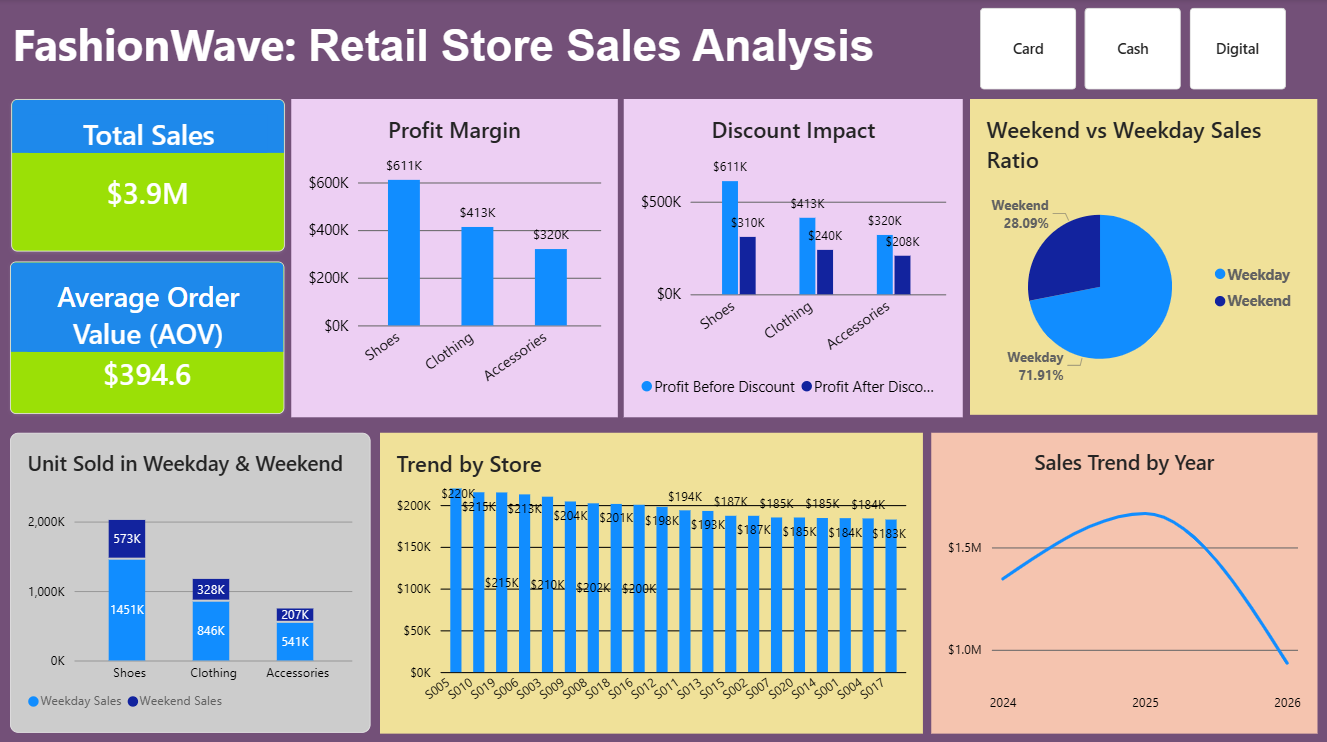 FashionWave: Retail Store Sales Analysis
Card
Cash
Digital
Total Sales
$3.9M
Average Order
Value (AOV)
$394.6
Profit Margin
$611K
$600K
$413K
$400K
$320K
$200K
$0K
Shoes
Clothing
Accessories
Discount Impact
$611K
$500K
$413K
$310K
$320K
$240K
$208K
$0K
Shoes
Clothing
Accessories
Profit Before Discount
Profit After Disco...
Weekend vs Weekday Sales
Ratio
Weekend
28.09%
Weekday
Weekend
Weekday
71.91%
Unit Sold in Weekday & Weekend
2,000K
573K
1,000K
1451K
328K
846K
207K
541K
0K
Shoes
Clothing
Accessories
Weekday Sales
Weekend Sales
Trend by Store
$200K
$150K
$100K
$50K
$0K
$220K
$215K
$215K
$213K
$210K
$204K
$202K
$201K
$200K
$198K
$194K
$193K
$187K
$187K
$185K
$185K
$185K
$184K
$184K
$183K
S005
S010
S019
S006
S003
S009
S008
S018
S016
S012
S011
S013
S015
S002
S007
S020
S014
S001
S004
S017
Sales Trend by Year
$1.5M
$1.0M
2024
2025
2026